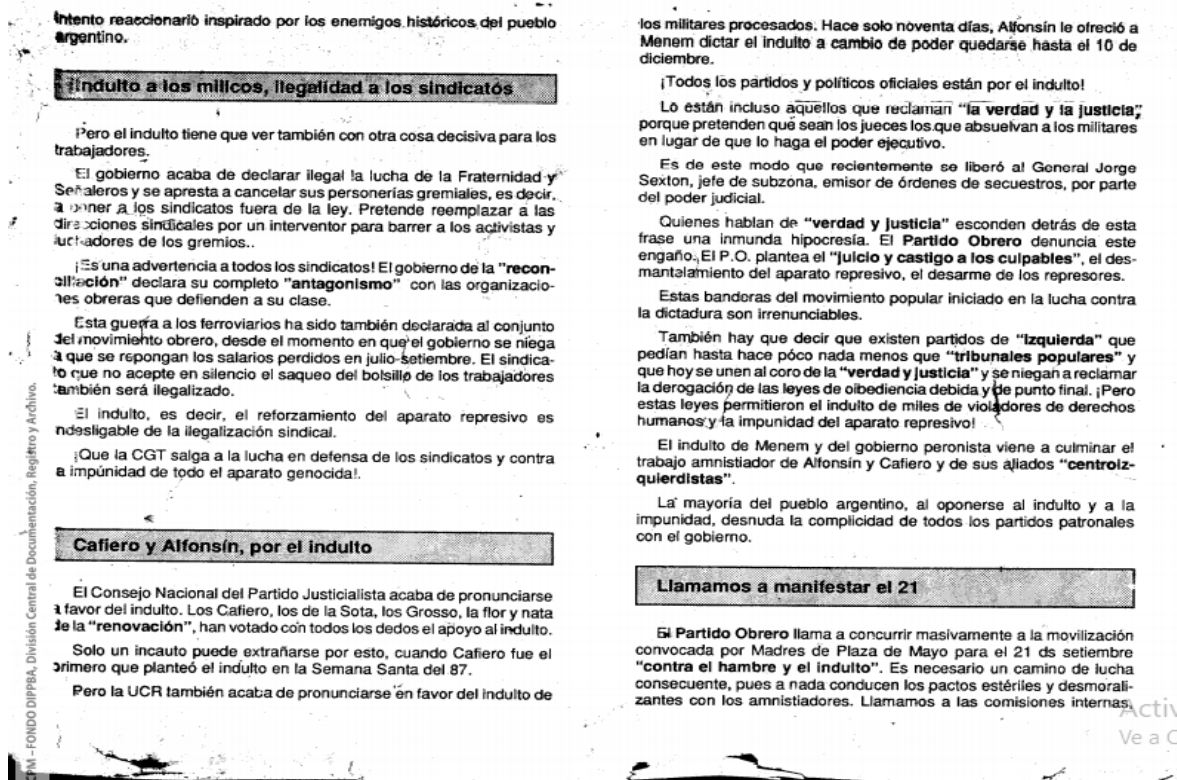 intento reaccionario inspirado por los enemigos históricos del pueblo
argentino.
Indulto a los milicos, ilegalidad a los sindicatos
Pero el indulto tiene que ver también con otra cosa decisiva para los
trabajadores.
El gobierno acaba de declarar ilegal la lucha de la Fraternidad y
Señaleros y se apresta a cancelar sus personerías gremiales, es decir,
a poner a los sindicatos fuera de la ley. Pretende reemplazar a las
direcciones sindicales por un interventor para barrer a los activistas y
luchadores de los gremios..
¡Es una advertencia a todos los sindicatos! El gobierno de la "recon-
ciliación" declara su completo "antagonismo" con las organizacio-
nes obreras que defienden a su clase.
Esta guerra a los ferroviarios ha sido también declarada al conjunto
del movimiento obrero, desde el momento en que el gobierno se niega
a que se repongan los salarios perdidos en julio-setiembre. El sindica-
to que no acepte en silencio el saqueo del bolsillo de los trabajadores
también será ilegalizado.
El indulto, es decir, el reforzamiento del aparato represivo es
indesligable de la ilegalización sindical.
¡Que la CGT salga a la lucha en defensa de los sindicatos y contra
a impúnidad de todo el aparato genocida!.
Cafiero y Alfonsín, por el indulto
El Consejo Nacional del Partido Justicialista acaba de pronunciarse
a favor del indulto. Los Cafiero, los de la Sota, los Grosso, la flor y nata
de la "renovación", han votado con todos los dedos el apoyo al indulto.
Solo un incauto puede extrañarse por esto, cuando Cafiero fue el
primero que planteó el indulto en la Semana Santa del 87.
Pero la UCR también acaba de pronunciarse en favor del indulto de
CPM – FONDO DIPPBA, División Central de Documentación, Registro y Archivo.
los militares procesados. Hace solo noventa días, Alfonsín le ofreció a
Menem dictar el indulto a cambio de poder quedarse hasta el 10 de
diciembre.
¡Todos los partidos y políticos oficiales están por el indulto!
Lo están incluso aquellos que reclaman "la verdad y la justicia",
porque pretenden que sean los jueces los que absuelvan a los militares
en lugar de que lo haga el poder ejecutivo.
Es de este modo que recientemente se liberó al General Jorge
Sexton, jefe de subzona, emisor de órdenes de secuestros, por parte
del poder judicial.
Quienes hablan de "verdad y justicia" esconden detrás de esta
frase una inmunda hipocresía. El Partido Obrero denuncia este
engaño. El P.O. plantea el "juicio y castigo a los culpables", el des-
mantalamiento del aparato represivo, el desarme de los represores.
Estas banderas del movimiento popular iniciado en la lucha contra
la dictadura son irrenunciables.
También hay que decir que existen partidos de "izquierda" que
pedían hasta hace póco nada menos que "tribunales populares" y
que hoy se unen al coro de la "verdad y justicia" y se niegan a reclamar
la derogación de las leyes de oibediencia debida y de punto final. ¡Pero
estas leyes permitieron el indulto de miles de violadores de derechos
humanos y la impunidad del aparato represivo!
El indulto de Menem y del gobierno peronista viene a culminar el
trabajo amnistiador de Alfonsín y Cafiero y de sus aliados "centroiz-
quierdistas".
La mayoría del pueblo argentino, al oponerse al indulto y a la
impunidad, desnuda la complicidad de todos los partidos patronales
con el gobierno.
Llamamos a manifestar el 21
El Partido Obrero llama a concurrir masivamente a la movilización
convocada por Madres de Plaza de Mayo para el 21 ds setiembre
"contra el hambre y el indulto". Es necesario un camino de lucha
consecuente, pues a nada conducen los pactos estériles y desmorali-
zantes con los amnistiadores. Llamamos a las comisiones internas,
Activ
Ve a C